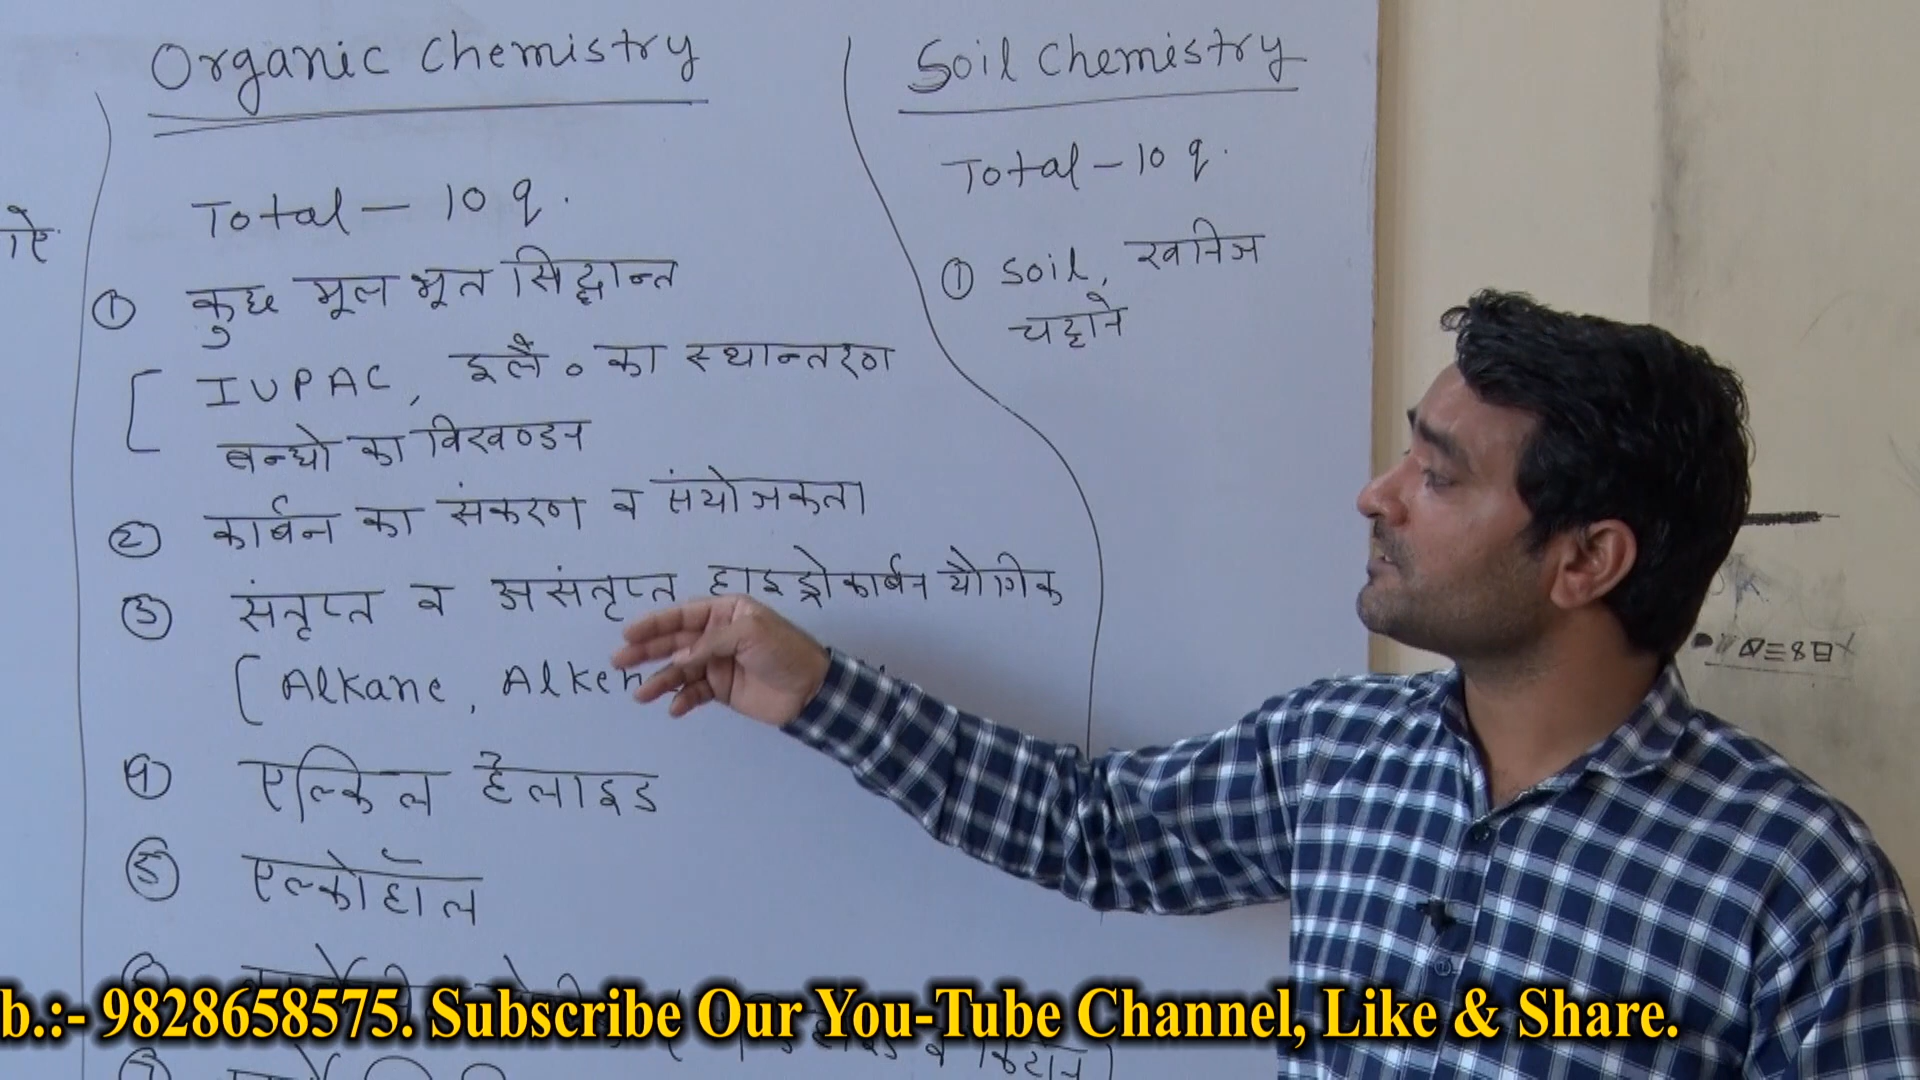 Organic Chemistry
Total - 10 q.
① कुछ मूल भूत सिद्धान्त
IUPAC, इलै० का स्थान्तरण
बन्धो का विखण्डन
② कार्बन का संकरण व संयोजकता
③ संतृप्त व असंतृप्त हाइड्रोकार्बन यौगिक
[ Alkane, Alken
④ एल्किल हैलाइड
⑤ एल्कोहॉल
⑥
⑦
Soil Chemistry
Total - 10 q.
① Soil, खनिज
चट्टाने
b.:- 9828658575. Subscribe Our You-Tube Channel, Like & Share.